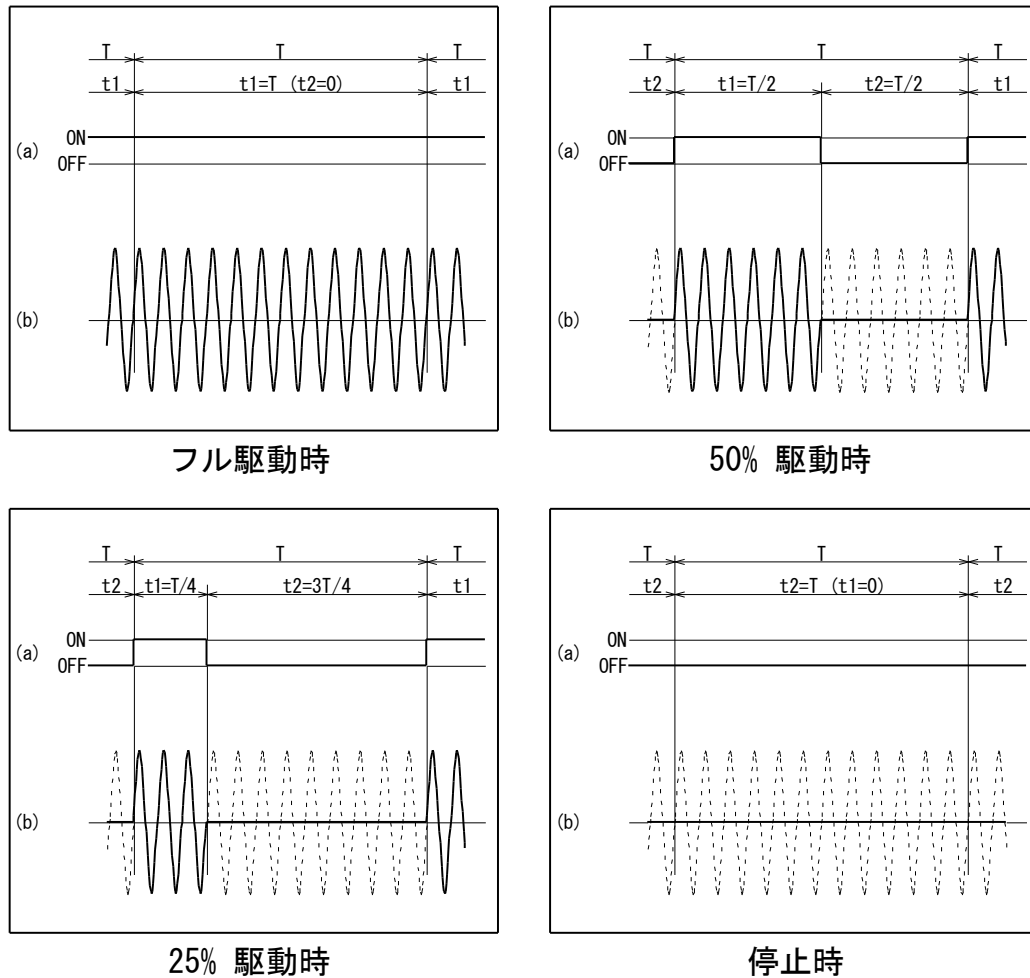 T T T
t1 t1=T (t2=0) t1
ON
(a)
OFF
(b)
フル駆動時
T T T
t2 t1=T/2 t2=T/2 t1
ON
(a)
OFF
(b)
50% 駆動時
T T T
t2 t1=T/4 t2=3T/4 t1
ON
(a)
OFF
(b)
25% 駆動時
T T T
t2 t2=T (t1=0) t2
ON
(a)
OFF
(b)
停止時